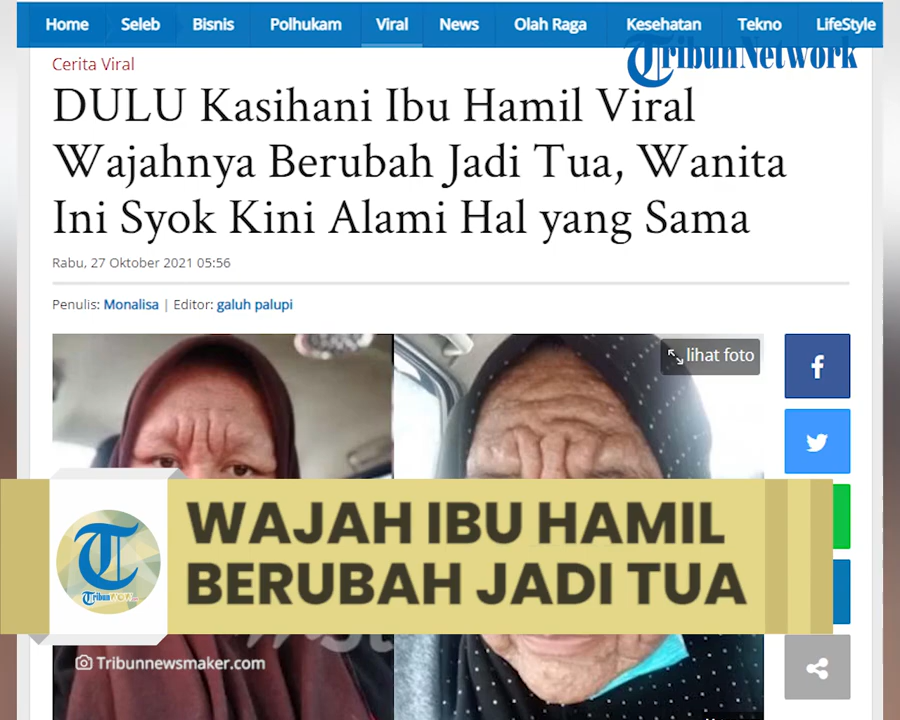 Home Seleb Bisnis Polhukam Viral News Olah Raga Kesehatan Tekno LifeStyle
TribunNetwork
Cerita Viral
DULU Kasihani Ibu Hamil Viral
Wajahnya Berubah Jadi Tua, Wanita
Ini Syok Kini Alami Hal yang Sama
Rabu, 27 Oktober 2021 05:56
Penulis: Monalisa | Editor: galuh palupi
lihat foto
WAJAH IBU HAMIL
BERUBAH JADI TUA
T
Tribun
Tribunnewsmaker.com